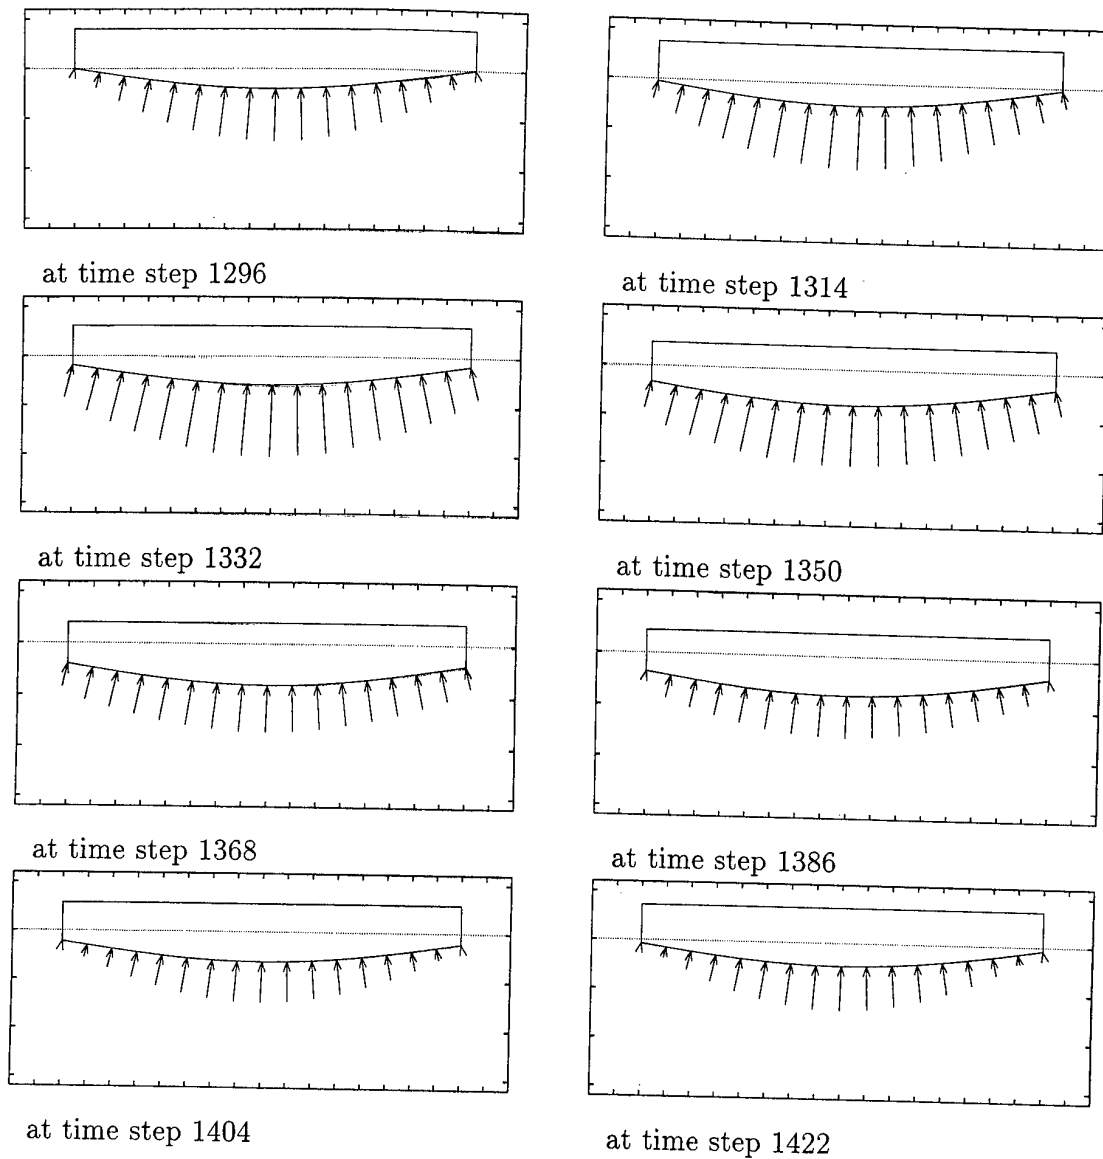 at time step 1296
at time step 1314
at time step 1332
at time step 1350
at time step 1368
at time step 1386
at time step 1404
at time step 1422